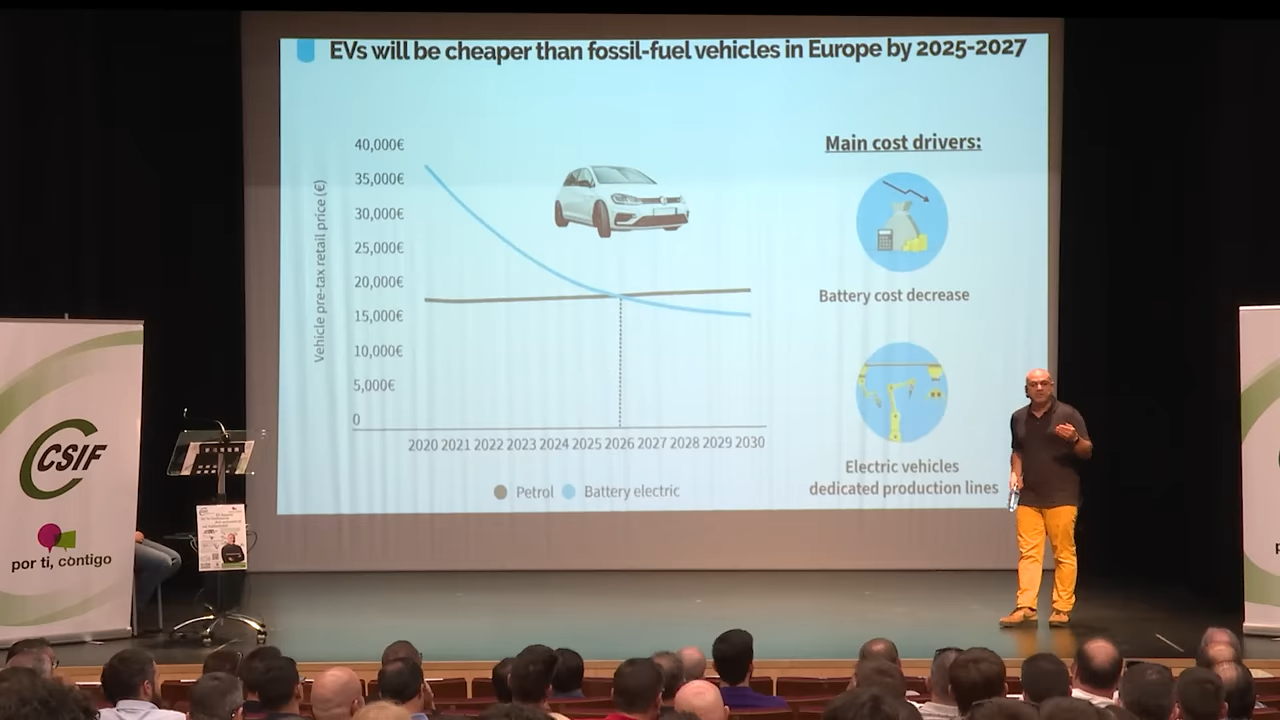 EVs will be cheaper than fossil-fuel vehicles in Europe by 2025-2027
Vehicle pre-tax retail price (€)
40,000€
35,000€
30,000€
25,000€
20,000€
15,000€
10,000€
5,000€
0
2020 2021 2022 2023 2024 2025 2026 2027 2028 2029 2030
Petrol
Battery electric
Main cost drivers:
Battery cost decrease
Electric vehicles
dedicated production lines
CSIF
por ti, contigo